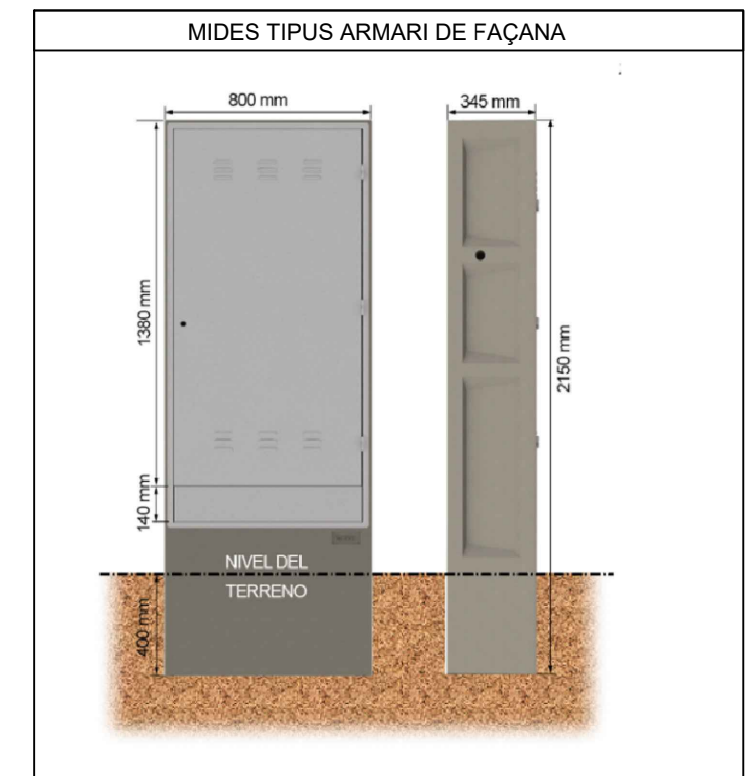 MIDES TIPUS ARMARI DE FAÇANA
800 mm
345 mm
1380 mm
2150 mm
140 mm
NIVEL DEL
TERRENO
400 mm